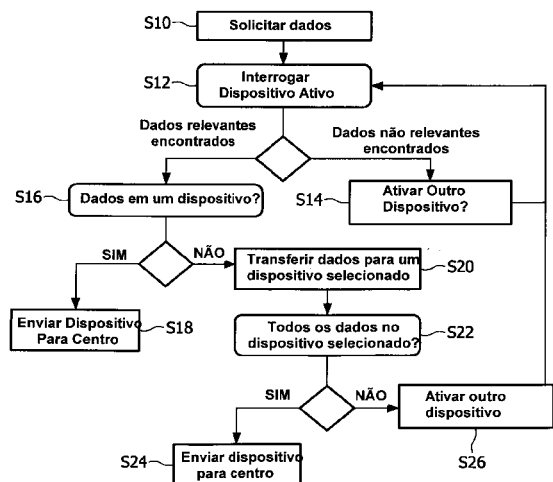 S10
Solicitar dados
S12
Interrogar
Dispositivo Ativo
Dados relevantes
encontrados
Dados não relevantes
encontrados
S16
Dados em um dispositivo?
S14
Ativar Outro
Dispositivo?
SIM
NÃO
Transferir dados para um
dispositivo selecionado
S20
Enviar Dispositivo
Para Centro
S18
Todos os dados no
dispositivo selecionado?
S22
SIM
NÃO
Ativar outro
dispositivo
S24
Enviar dispositivo
para centro
S26